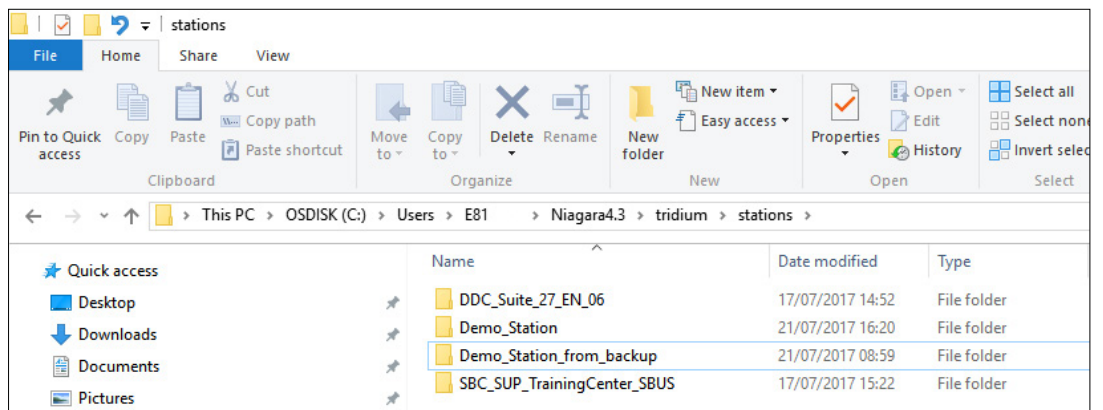 stations
File Home Share View
Pin to Quick access
Copy
Paste
Cut
Copy path
Paste shortcut
Clipboard
Move to
Copy to
Delete
Rename
Organize
New folder
New item
Easy access
New
Properties
Open
Edit
History
Open
Select all
Select none
Invert selec
Select
This PC > OSDISK (C:) > Users > E81 > Niagara4.3 > tridium > stations >
Quick access
Desktop
Downloads
Documents
Pictures
Name Date modified Type
DDC_Suite_27_EN_06 17/07/2017 14:52 File folder
Demo_Station 21/07/2017 16:20 File folder
Demo_Station_from_backup 21/07/2017 08:59 File folder
SBC_SUP_TrainingCenter_SBUS 17/07/2017 15:22 File folder